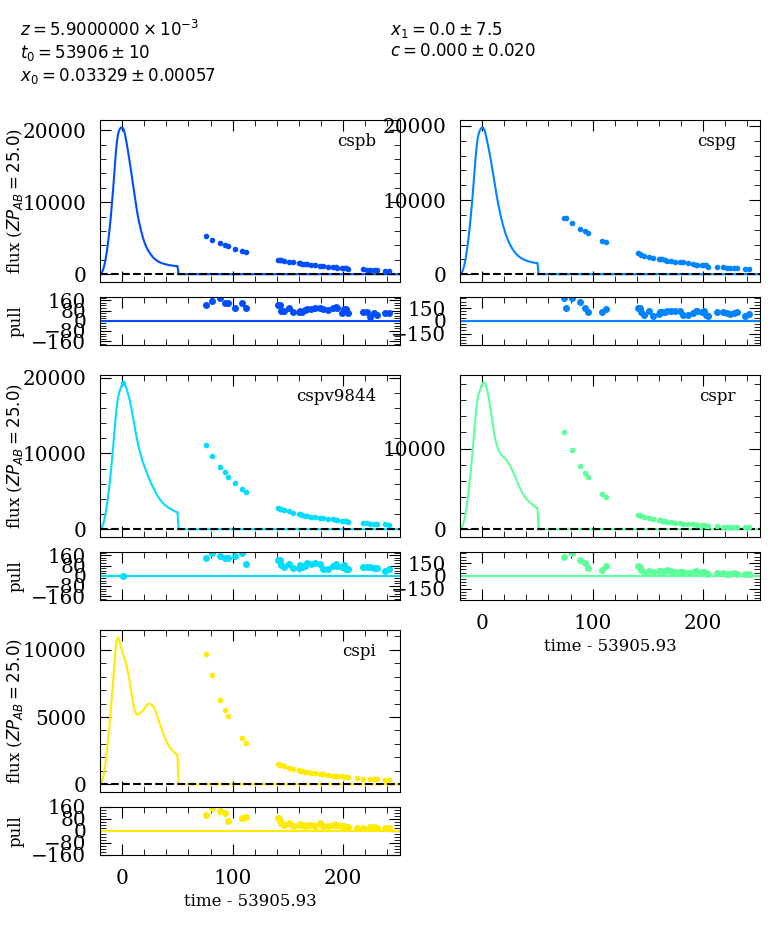 z = 5.9000000 × 10⁻³
x₁ = 0.0 ± 7.5
t₀ = 53906 ± 10
c = 0.000 ± 0.020
x₀ = 0.03329 ± 0.00057
cspb
20000
10000
0
flux (ZP_AB = 25.0)
160
80
0
−80
−160
pull
cspg
20000
10000
0
150
0
−150
cspv9844
20000
10000
0
flux (ZP_AB = 25.0)
160
80
0
−80
−160
pull
cspr
10000
0
150
0
−150
0 100 200
time - 53905.93
cspi
10000
5000
0
flux (ZP_AB = 25.0)
160
80
0
−80
−160
pull
0 100 200
time - 53905.93